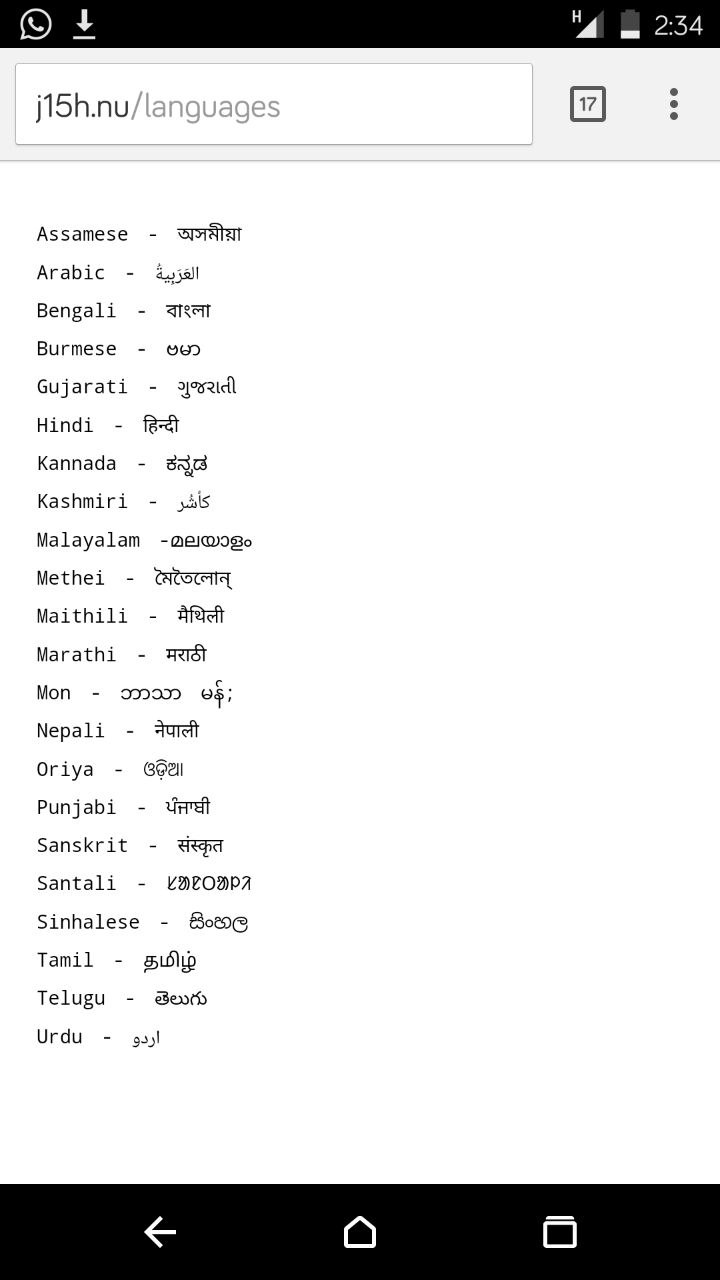 H 2:34
j15h.nu/languages 17
Assamese - অসমীয়া
Arabic - العَرَبِيةُ
Bengali - বাংলা
Burmese - ဗမာ
Gujarati - ગુજરાતી
Hindi - हिन्दी
Kannada - ಕನ್ನಡ
Kashmiri - كأشُر
Malayalam -മലയാളം
Methei - মৈতৈলোন্
Maithili - मैथिली
Marathi - मराठी
Mon - ဘာသာ မန်;
Nepali - नेपाली
Oriya - ଓଡ଼ିଆ
Punjabi - ਪੰਜਾਬੀ
Sanskrit - संस्कृत
Santali -
Sinhalese - සිංහල
Tamil - தமிழ்
Telugu - తెలుగు
Urdu - اردو